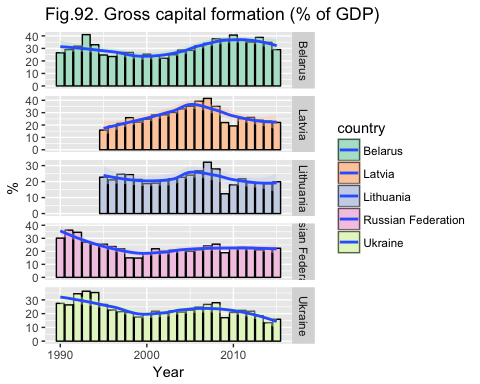 Fig.92. Gross capital formation (% of GDP)
40
30
20
10
0
Belarus
40
30
20
10
0
Latvia
30
20
10
0
Lithuania
30
20
10
0
sian Federa
30
20
10
0
Ukraine
%
1990
2000
2010
Year
country
Belarus
Latvia
Lithuania
Russian Federation
Ukraine